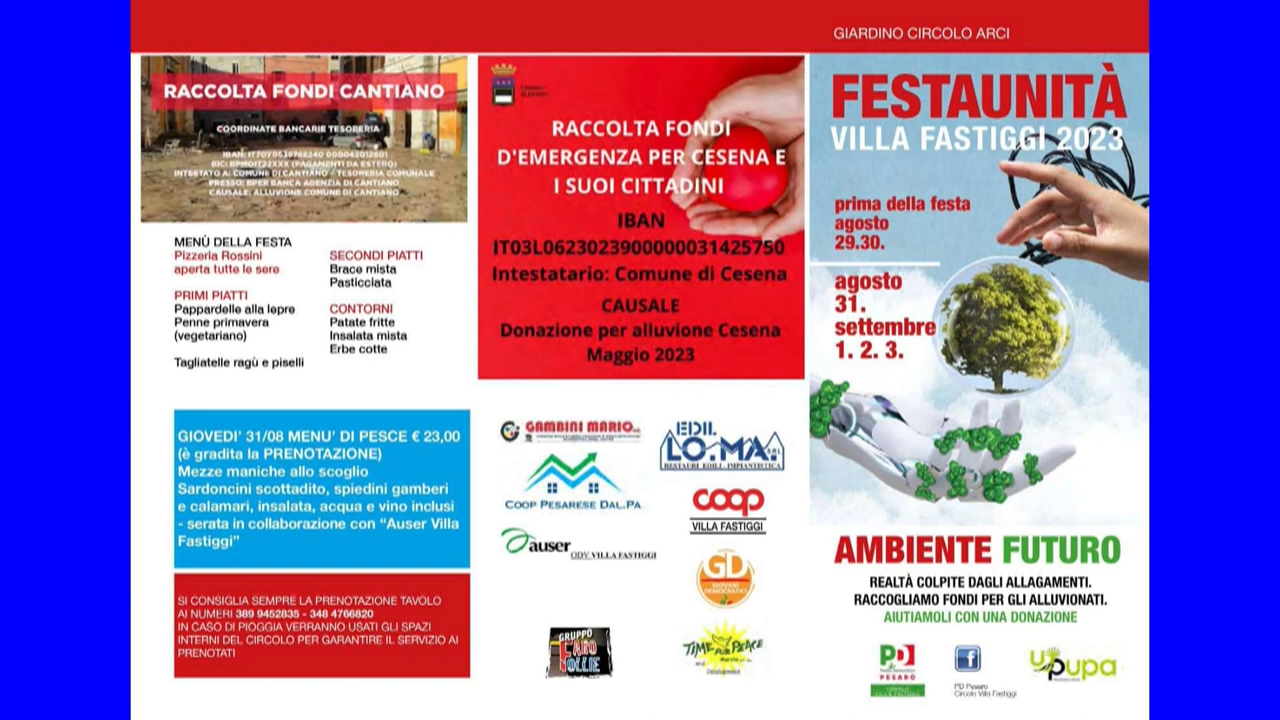 GIARDINO CIRCOLO ARCI
RACCOLTA FONDI CANTIANO
COORDINATE BANCARIE TESORERIA
INTESTATO A: COMUNE DI CANTIANO - TESORERIA COMUNALE
PRESSO: BPER BANCA AGENZIA DI CANTIANO
CAUSALE: ALLUVIONE COMUNE DI CANTIANO
MENÙ DELLA FESTA
Pizzeria Rossini
aperta tutte le sere
PRIMI PIATTI
Pappardelle alla lepre
Penne primavera
(vegetariano)
Tagliatelle ragù e piselli
SECONDI PIATTI
Brace mista
Pasticciata
CONTORNI
Patate fritte
Insalata mista
Erbe cotte
GIOVEDI' 31/08 MENU' DI PESCE € 23,00
(è gradita la PRENOTAZIONE)
Mezze maniche allo scoglio
Sardoncini scottadito, spiedini gamberi
e calamari, insalata, acqua e vino inclusi
- serata in collaborazione con “Auser Villa
Fastiggi”
SI CONSIGLIA SEMPRE LA PRENOTAZIONE TAVOLO
AI NUMERI 389 9452835 - 348 4766820
IN CASO DI PIOGGIA VERRANNO USATI GLI SPAZI
INTERNI DEL CIRCOLO PER GARANTIRE IL SERVIZIO AI
PRENOTATI
RACCOLTA FONDI
D'EMERGENZA PER CESENA E
I SUOI CITTADINI
IBAN
IT03L0623023900000031425750
Intestatario: Comune di Cesena
CAUSALE
Donazione per alluvione Cesena
Maggio 2023
GAMBINI MARIO
EDIL
LO.MA. SRL
RESTAURI EDILI - IMPIANTISTICA
COOP PESARESE DAL.PA
coop
VILLA FASTIGGI
auser
ODV VILLA FASTIGGI
GD
GIOVANI
DEMOCRATICI
GRUPPO
FARO
FOLLIE
TIME FOR PEACE
FESTAUNITÀ
VILLA FASTIGGI 2023
prima della festa
agosto
29.30.
agosto
31.
settembre
1. 2. 3.
AMBIENTE FUTURO
REALTÀ COLPITE DAGLI ALLAGAMENTI.
RACCOGLIAMO FONDI PER GLI ALLUVIONATI.
AIUTIAMOLI CON UNA DONAZIONE
PD
PESARO
f
PD Pesaro
Circolo Villa Fastiggi
upupa